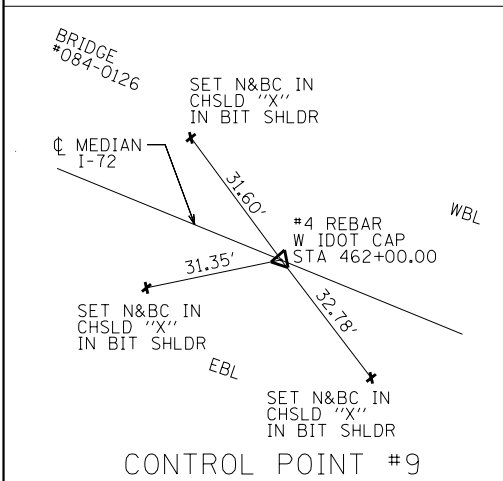 BRIDGE
#084-0126
SET N&BC IN
CHSLD "X"
IN BIT SHLDR
℄ MEDIAN
I-72
31.60'
WBL
#4 REBAR
W IDOT CAP
STA 462+00.00
31.35'
32.78'
SET N&BC IN
CHSLD "X"
IN BIT SHLDR
EBL
SET N&BC IN
CHSLD "X"
IN BIT SHLDR
CONTROL POINT #9